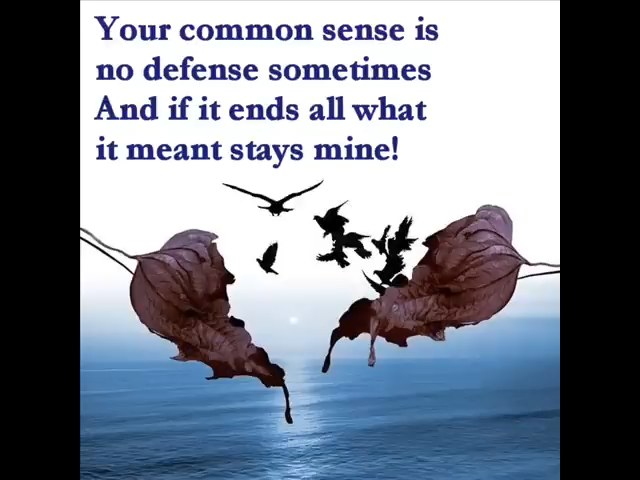 Your common sense is
no defense sometimes
And if it ends all what
it meant stays mine!